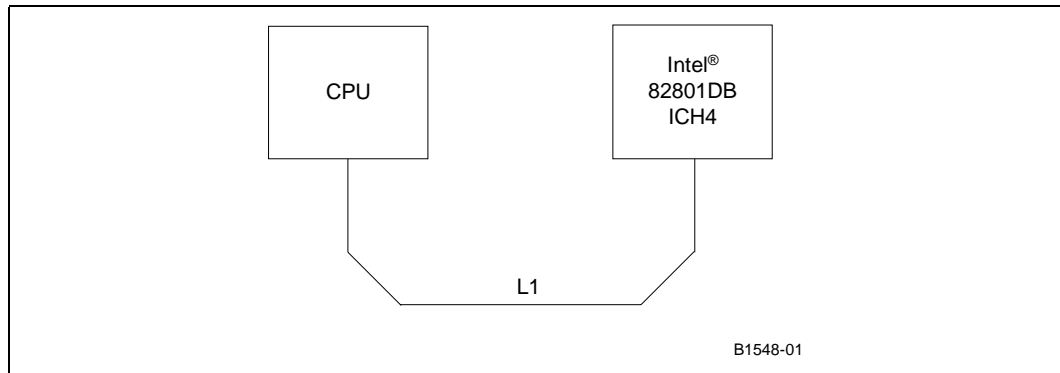 CPU
Intel®
82801DB
ICH4
L1
B1548-01